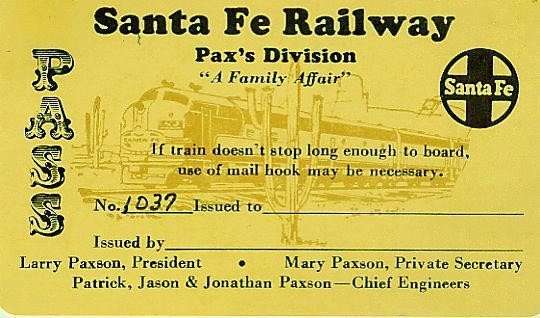 Santa Fe Railway
Pax's Division
"A Family Affair"
PASS
Santa Fe
SANTA FE
If train doesn't stop long enough to board,
use of mail hook may be necessary.
No. 1037 Issued to
Issued by
Larry Paxson, President • Mary Paxson, Private Secretary
Patrick, Jason & Jonathan Paxson—Chief Engineers